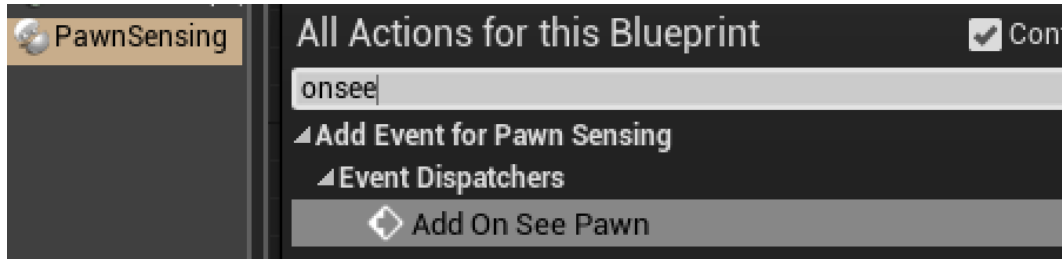 PawnSensing
All Actions for this Blueprint
onsee
Add Event for Pawn Sensing
Event Dispatchers
Add On See Pawn